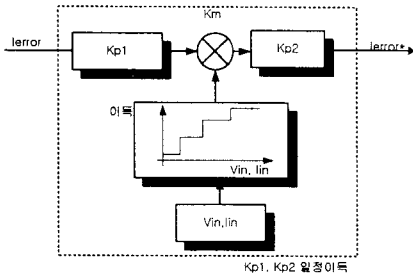 Km
Ierror
Kp1
Kp2
Ierror*
이득
Vin, Iin
Vin,Iin
Kp1, Kp2 일정이득